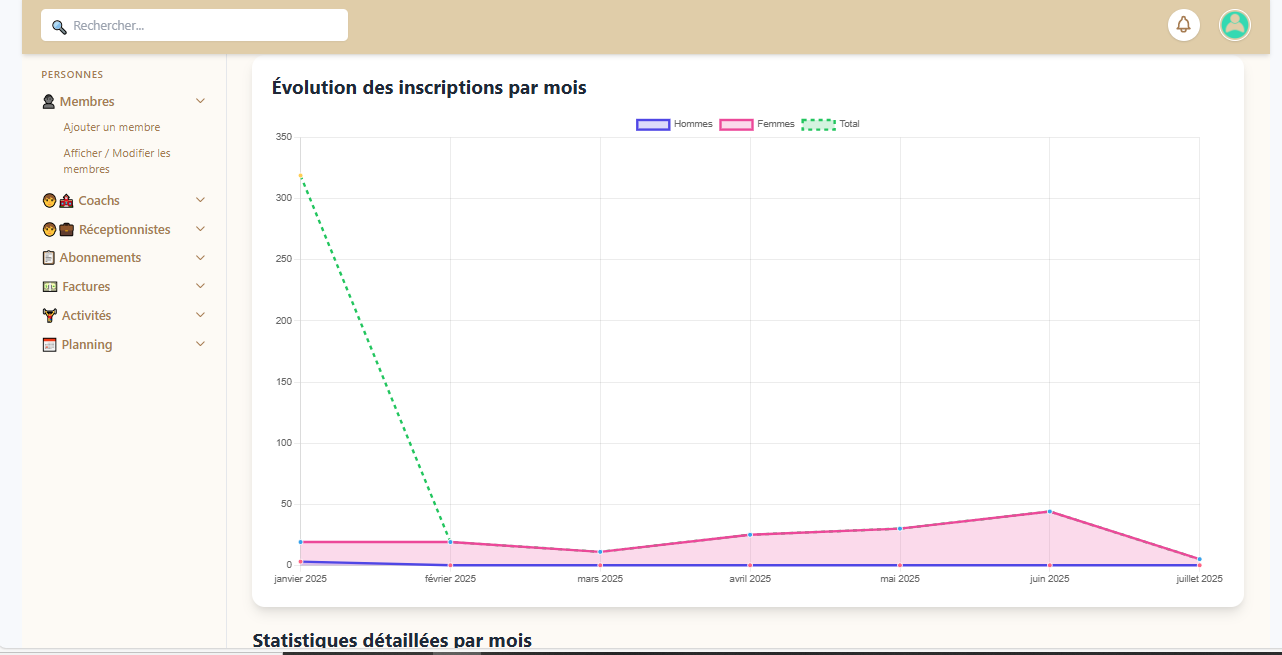 Rechercher...
PERSONNES
Membres
Ajouter un membre
Afficher / Modifier les
membres
Coachs
Réceptionnistes
Abonnements
Factures
Activités
Planning
Évolution des inscriptions par mois
Hommes Femmes Total
350
300
250
200
150
100
50
0
janvier 2025 février 2025 mars 2025 avril 2025 mai 2025 juin 2025 juillet 2025
Statistiques détaillées par mois